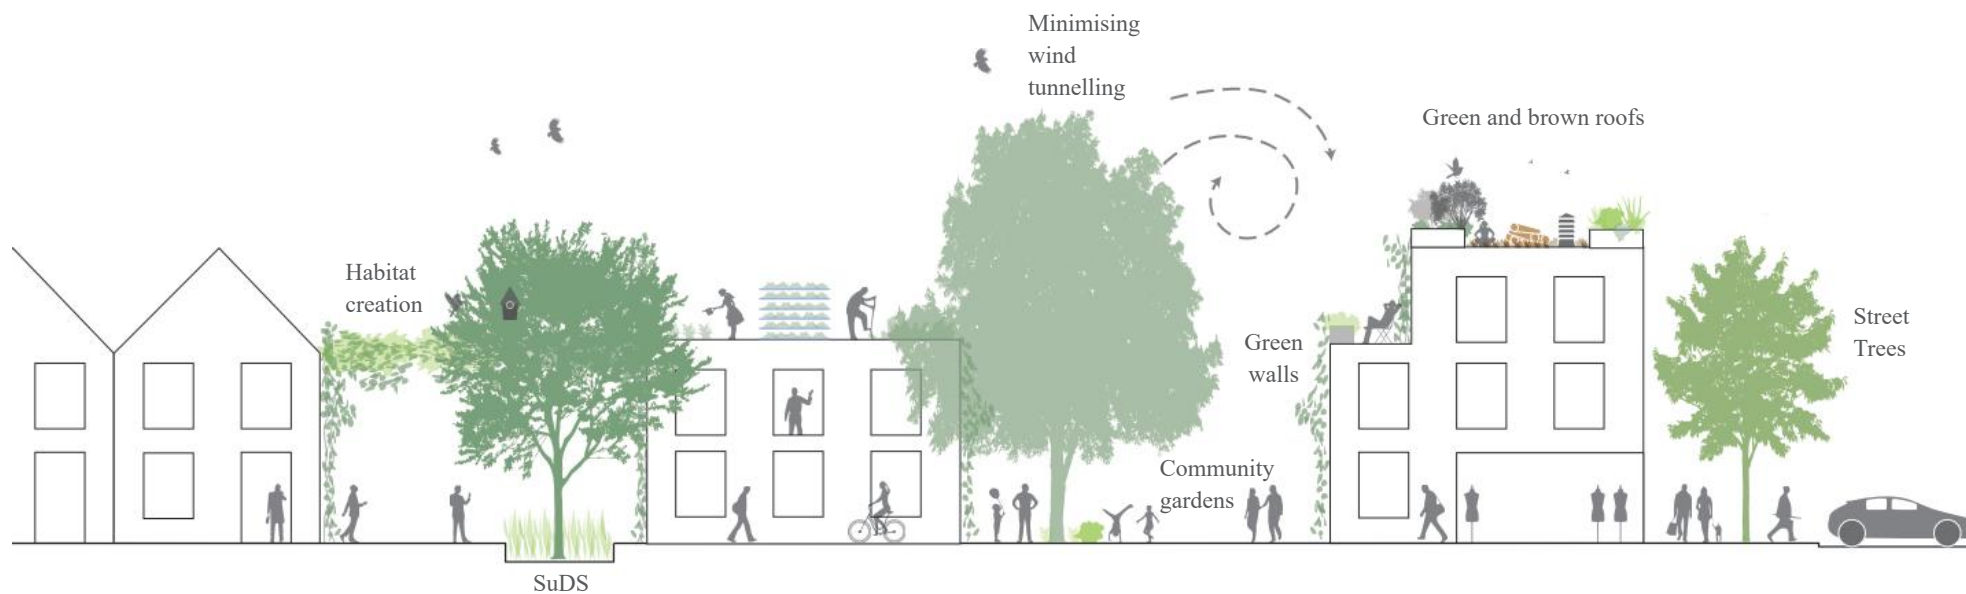 Minimising
wind
tunnelling
Green and brown roofs
Habitat
creation
Green
walls
Street
Trees
Community
gardens
SuDS